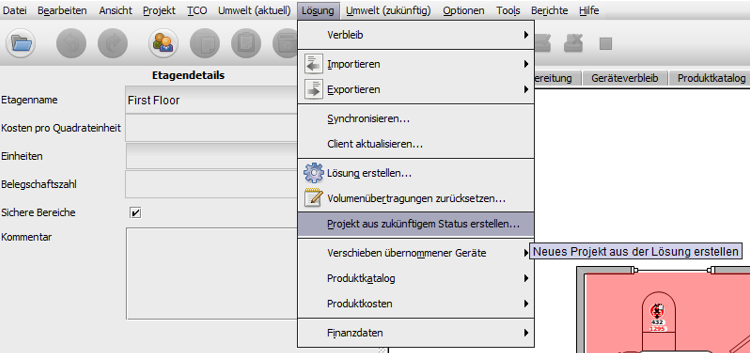 Datei Bearbeiten Ansicht Projekt TCO Umwelt (aktuell) Lösung Umwelt (zukünftig) Optionen Tools Berichte Hilfe
Verbleib
Importieren
Exportieren
Synchronisieren...
Client aktualisieren...
Lösung erstellen...
Volumenübertragungen zurücksetzen...
Projekt aus zukünftigem Status erstellen...
Verschieben übernommener Geräte
Produktkatalog
Produktkosten
Finanzdaten
Neues Projekt aus der Lösung erstellen
Etagendetails
Etagenname First Floor
Kosten pro Quadrateinheit
Einheiten
Belegschaftszahl
Sichere Bereiche
Kommentar
ereitung Geräteverbleib Produktkatalog
432
1295